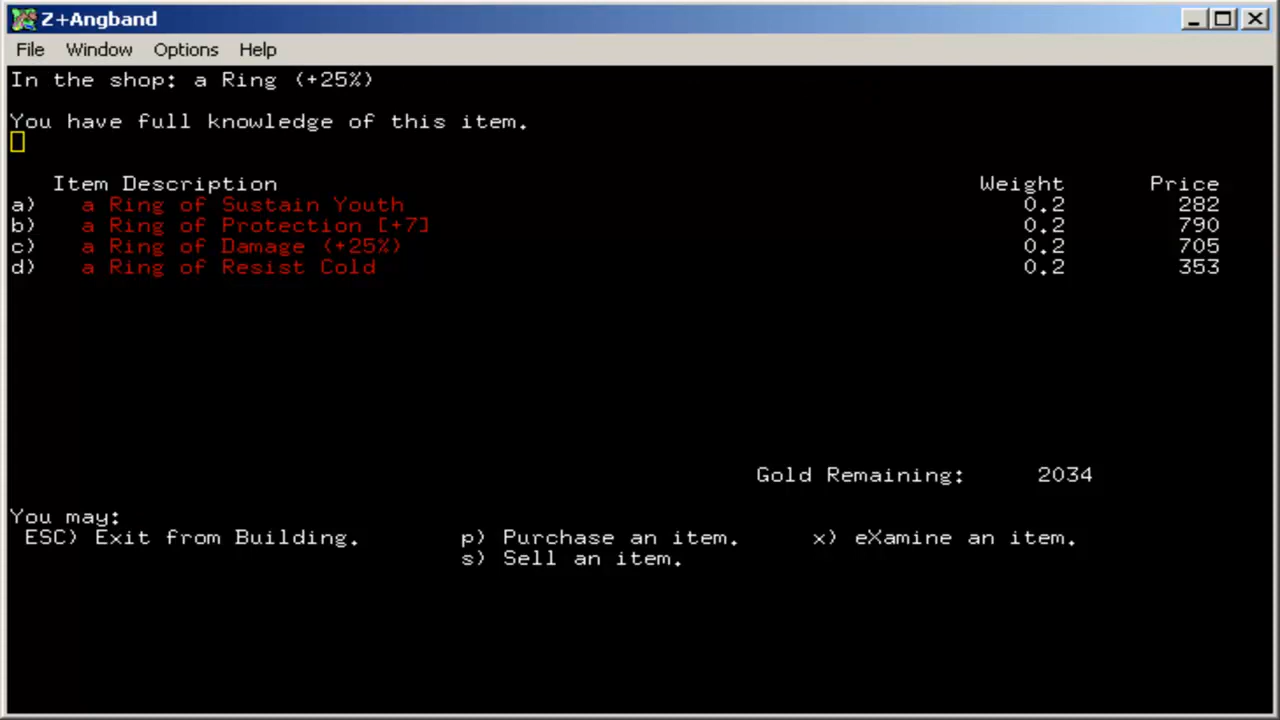 Z+Angband
File Window Options Help
In the shop: a Ring (+25%)
You have full knowledge of this item.
Item Description Weight Price
a) a Ring of Sustain Youth 0.2 282
b) a Ring of Protection [+7] 0.2 790
c) a Ring of Damage (+25%) 0.2 705
d) a Ring of Resist Cold 0.2 353
Gold Remaining: 2034
You may:
ESC) Exit from Building. p) Purchase an item. x) eXamine an item.
s) Sell an item.